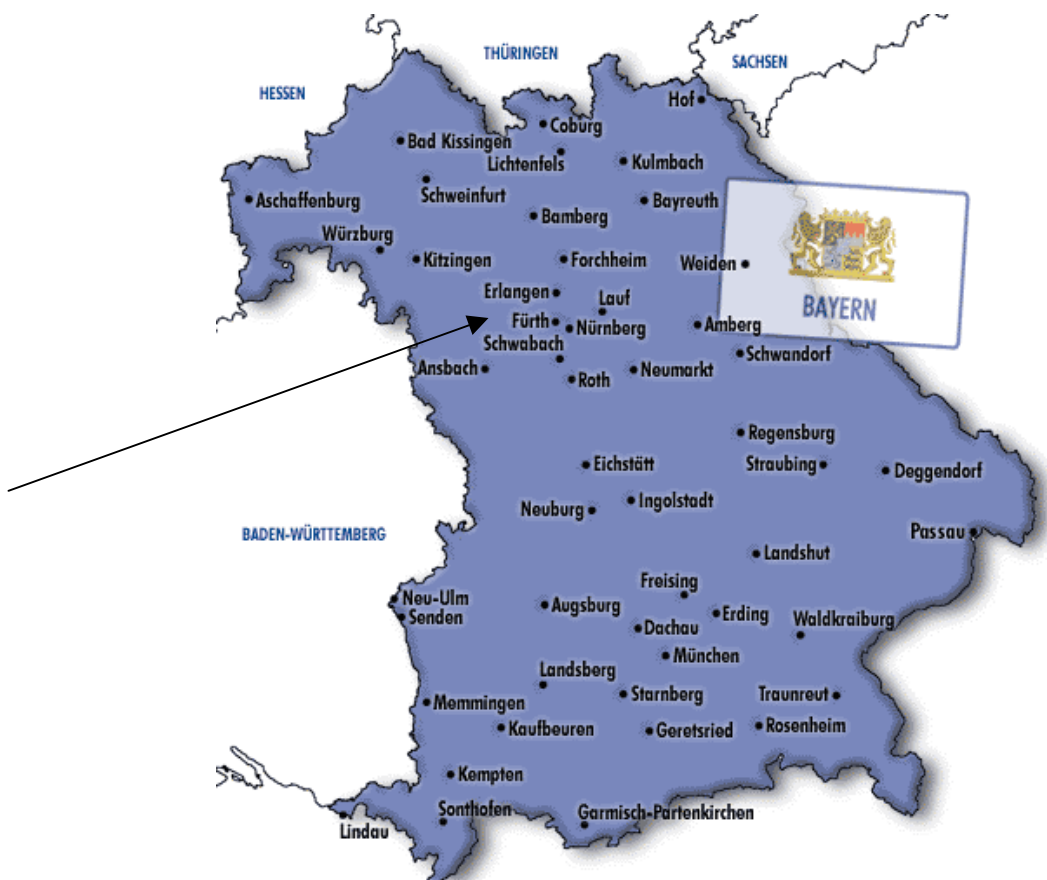 THÜRINGEN
SACHSEN
HESSEN
Hof
Coburg
Bad Kissingen
Lichtenfels
Kulmbach
Schweinfurt
Aschaffenburg
Bayreuth
Bamberg
Würzburg
Kitzingen
Forchheim
Weiden
Erlangen
Lauf
BAYERN
Fürth
Nürnberg
Amberg
Schwabach
Schwandorf
Ansbach
Neumarkt
Roth
Regensburg
Eichstätt
Straubing
Deggendorf
Ingolstadt
Neuburg
BADEN-WÜRTTEMBERG
Passau
Landshut
Freising
Neu-Ulm
Augsburg
Erding
Senden
Waldkraiburg
Dachau
München
Landsberg
Starnberg
Traunreut
Memmingen
Kaufbeuren
Geretsried
Rosenheim
Kempten
Sonthofen
Garmisch-Partenkirchen
Lindau